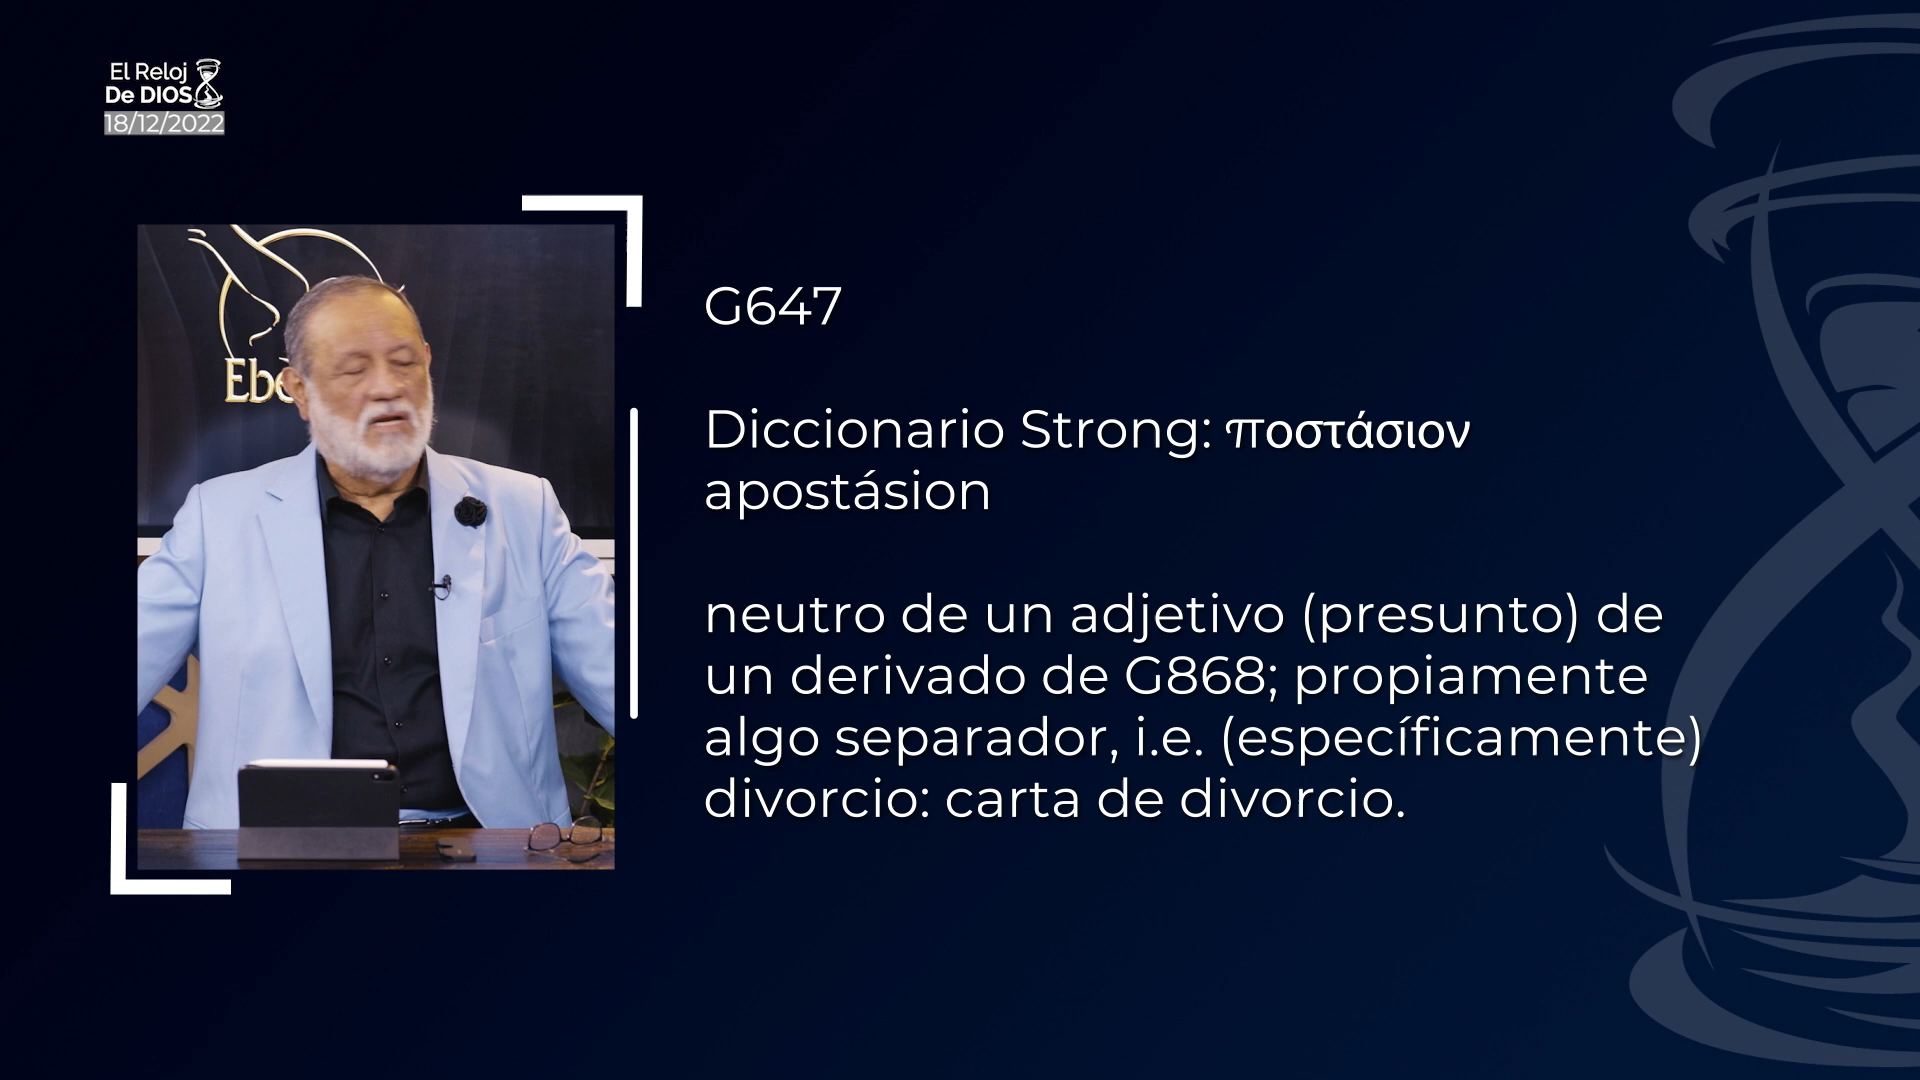 El Reloj
De DIOS
18/12/2022
G647
Diccionario Strong: ποστάσιον
apostásion
neutro de un adjetivo (presunto) de
un derivado de G868; propiamente
algo separador, i.e. (específicamente)
divorcio: carta de divorcio.